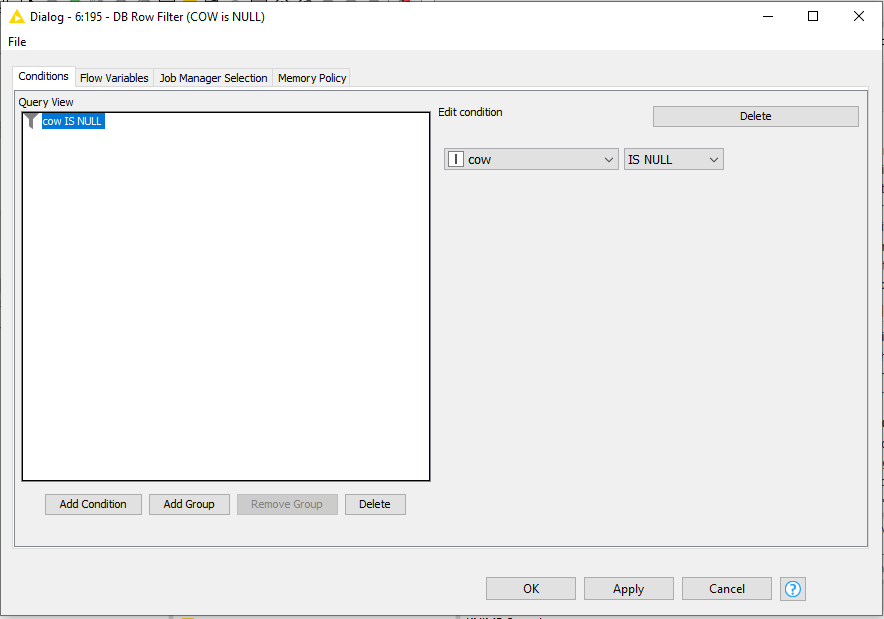 Dialog - 6:195 - DB Row Filter (COW is NULL)
File
Conditions Flow Variables Job Manager Selection Memory Policy
Query View
cow IS NULL
Edit condition
Delete
I cow
IS NULL
Add Condition Add Group Remove Group Delete
OK Apply Cancel ?